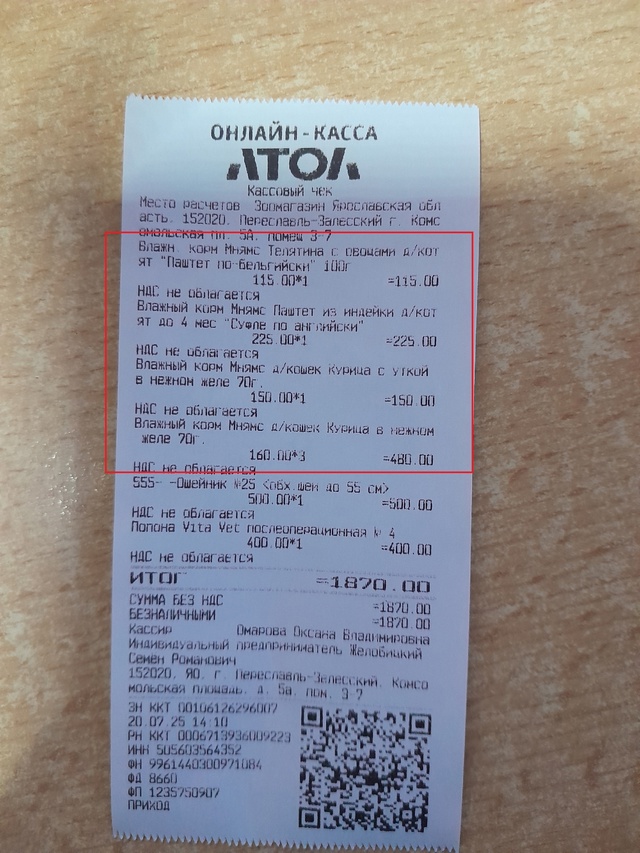 ОНЛАЙН-КАССА
АТОЛ
Кассовый чек
Место расчетов Зоомагазин Ярославская обл
асть. 152020. Переславль-Залесский г. Комс
омольская пл. 5А. помещ 3-7
Влажн. корм Мнямс Телятина с овощами д/кот
ят "Паштет по-бельгийски" 100г
115.00*1 =115.00
НДС не облагается
Влажный корм Мнямс Паштет из индейки д/кот
ят до 4 мес "Суфле по английски"
225.00*1 =225.00
НДС не облагается
Влажный корм Мнямс д/кошек Курица с уткой
в нежном желе 70г.
150.00*1 =150.00
НДС не облагается
Влажный корм Мнямс д/кошек Курица в нежном
желе 70г.
160.00*3 =480.00
НДС не облагается
555- -Ошейник №25 <обх.шеи до 55 см>
500.00*1 =500.00
НДС не облагается
Попона Vita Vet послеоперационная № 4
400.00*1 =400.00
НДС не облагается
ИТОГ =1870.00
СУММА БЕЗ НДС =1870.00
БЕЗНАЛИЧНЫМИ =1870.00
Кассир Омарова Оксана Владимировна
Индивидуальный предприниматель Желобицкий
Семён Романович
152020, ЯО, г. Переславль-Залесский, Комсо
мольская площадь, д. 5а, пом. 3-7
ЗН ККТ 00106126296007
20.07.25 14:10
РН ККТ 0006713936009223
ИНН 505603564352
ФН 9961440300971084
ФД 8660
ФП 1235750907
ПРИХОД